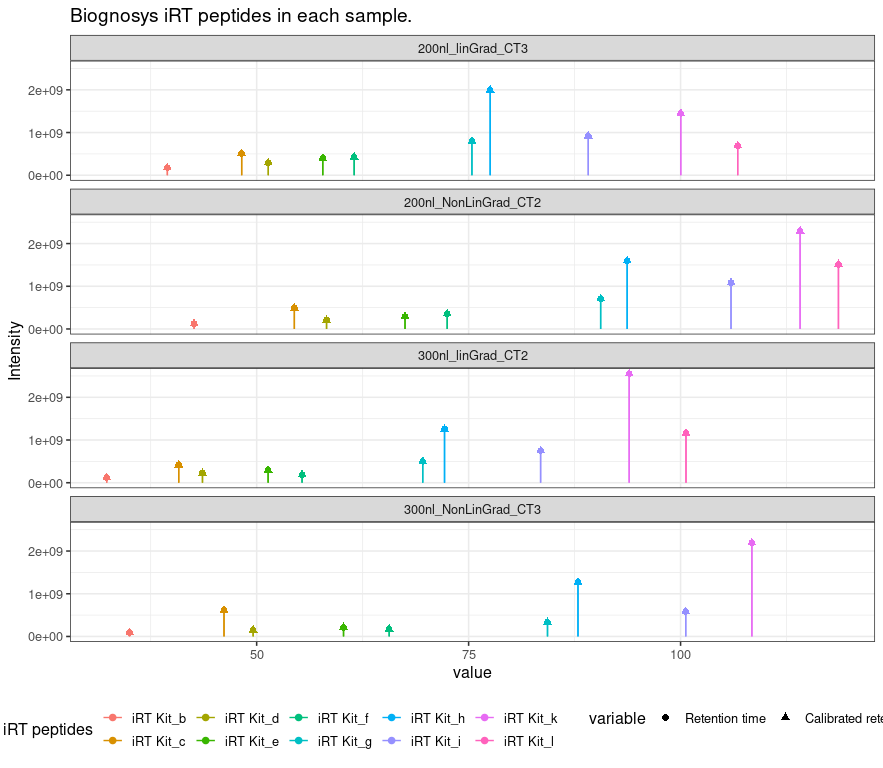 Biognosys iRT peptides in each sample.
200nl_linGrad_CT3
2e+09
1e+09
0e+00
200nl_NonLinGrad_CT2
2e+09
1e+09
0e+00
Intensity
300nl_linGrad_CT2
2e+09
1e+09
0e+00
300nl_NonLinGrad_CT3
2e+09
1e+09
0e+00
50 75 100
value
iRT peptides
iRT Kit_b iRT Kit_d iRT Kit_f iRT Kit_h iRT Kit_k
iRT Kit_c iRT Kit_e iRT Kit_g iRT Kit_i iRT Kit_l
variable Retention time Calibrated rete